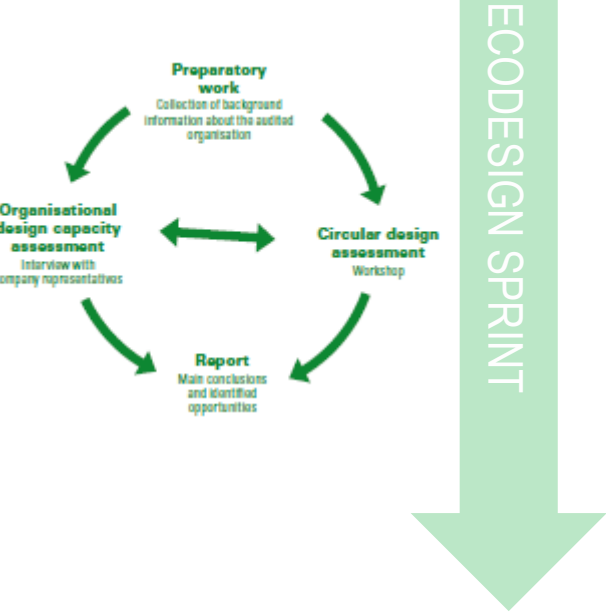 Preparatory
work
Collection of background
information about the audited
organisation
Organisational
design capacity
assessment
Interview with
company representatives
Circular design
assessment
Workshop
Report
Main conclusions
and identified
opportunities
ECODESIGN SPRINT